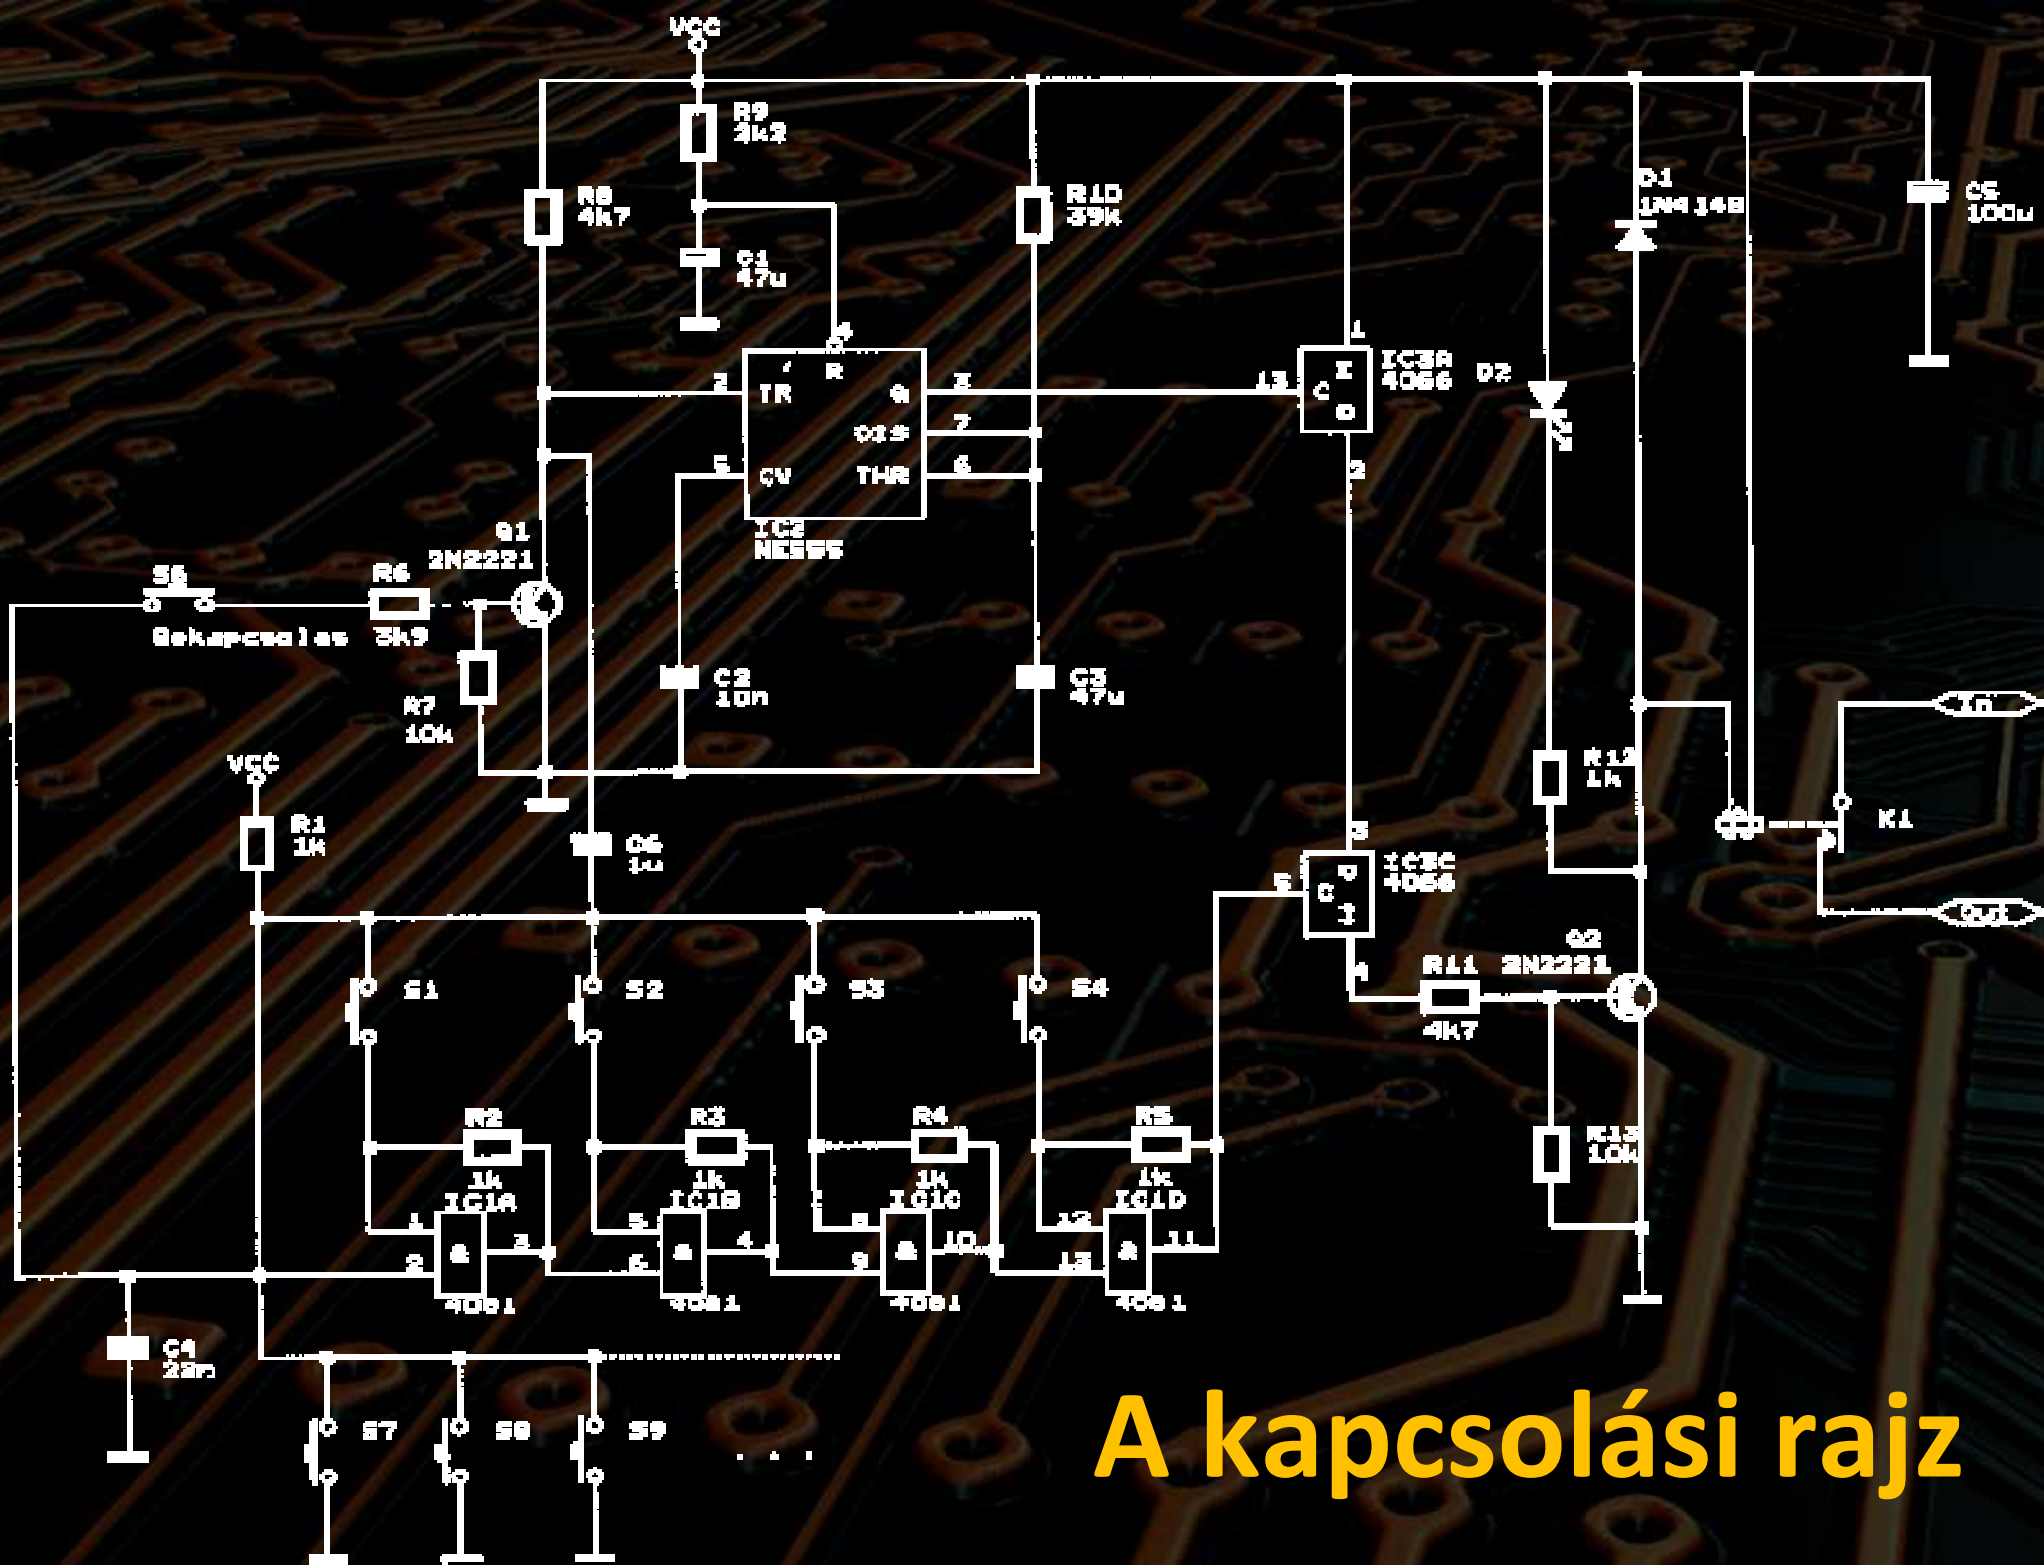 VCC
R9
2k2
R8
4k7
R10
39k
D1
1N4148
C5
100u
C1
47u
4
1
R
2
TR
Q
3
13
C
I
O
IC3A
4066
D2
DIS
7
5
CV
THR
6
2
IC2
NE555
Q1
2N2221
S6
R6
Bekapcsolas
3k9
R7
10k
C2
10n
C3
47u
In
VCC
R12
1k
R1
1k
C6
1u
3
K1
IC3C
4066
5
C
O
I
Out
Q2
4
R11
2N2221
4k7
S1
S2
S3
S4
R2
R3
R4
R5
1k
1k
1k
1k
R13
10k
IC1A
IC1B
IC1C
IC1D
1
2
&
3
5
6
&
4
8
9
&
10
12
13
&
11
4081
4081
4081
4081
C4
22n
S7
S8
S9
. . .
A kapcsolási rajz